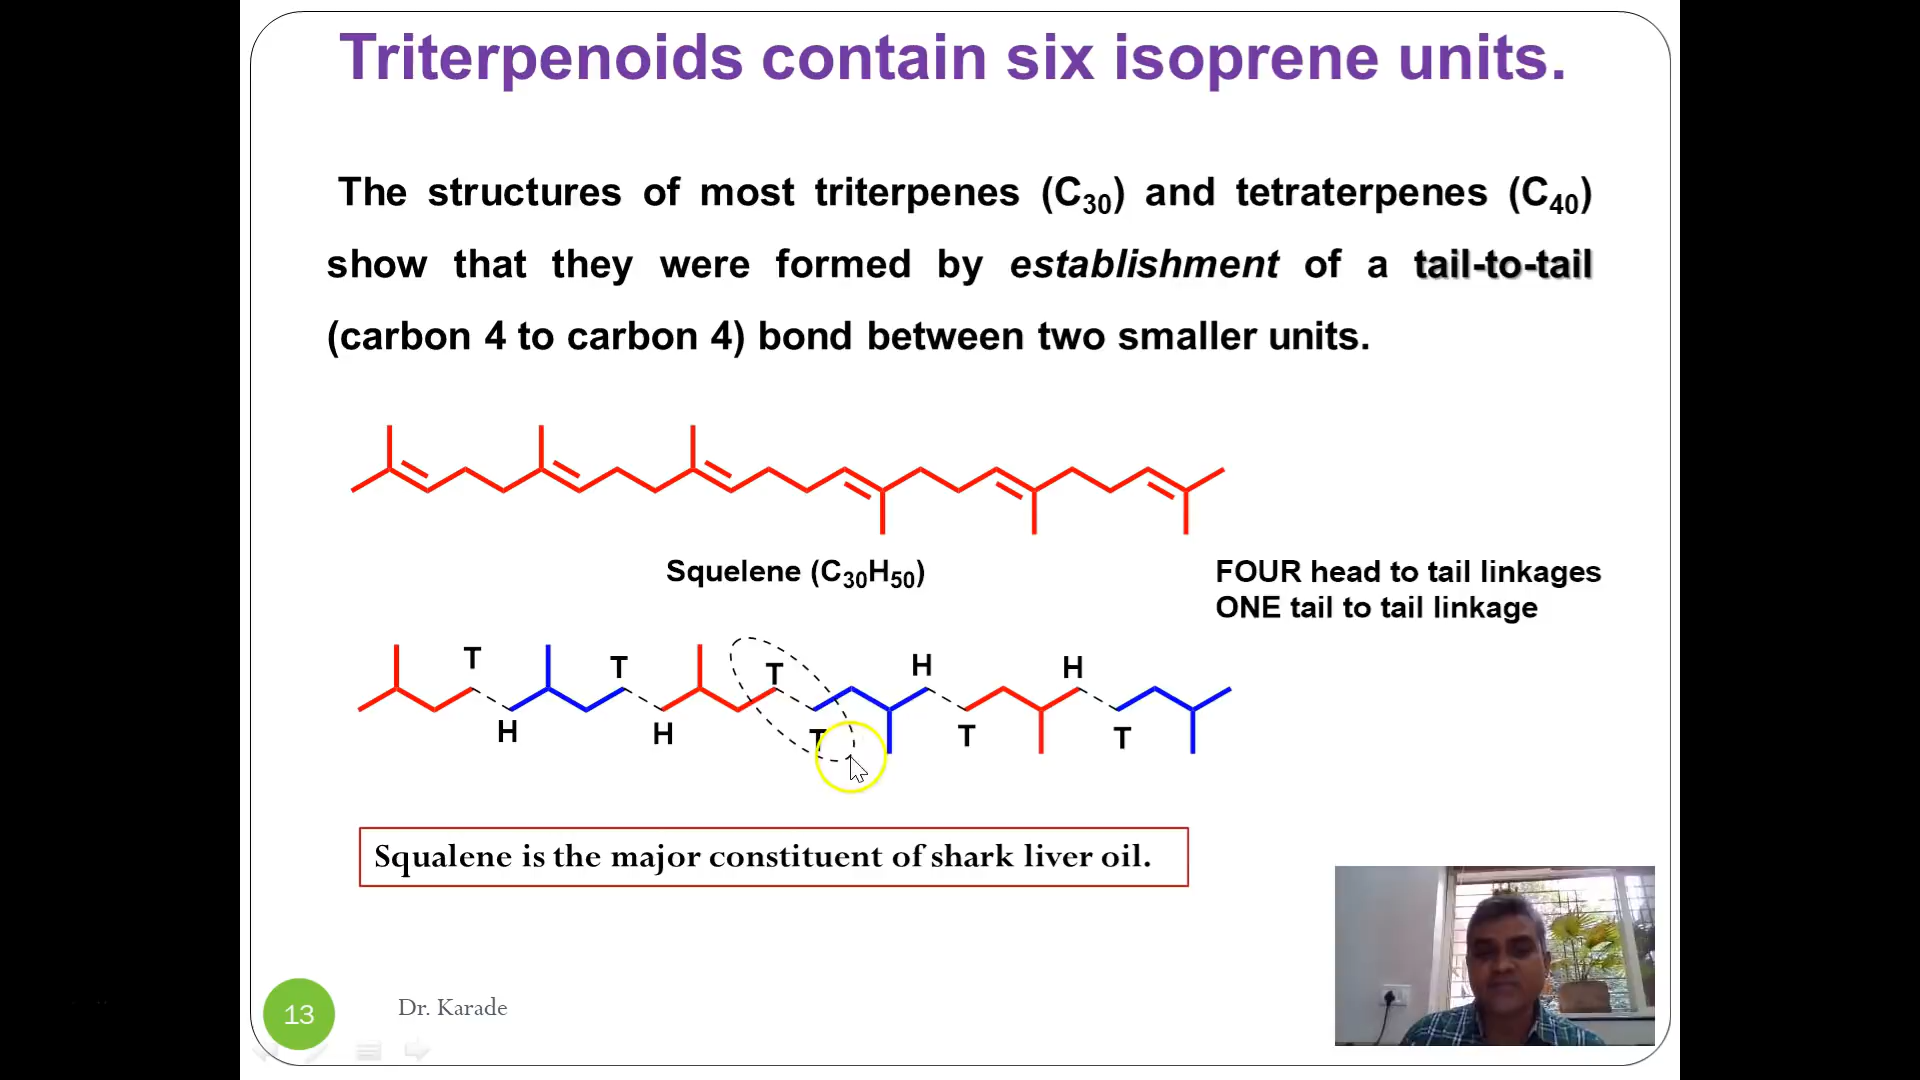 Triterpenoids contain six isoprene units.
The structures of most triterpenes (C30) and tetraterpenes (C40)
show that they were formed by establishment of a tail-to-tail
(carbon 4 to carbon 4) bond between two smaller units.
Squelene (C30H50)
FOUR head to tail linkages
ONE tail to tail linkage
T T T H H
H H T T T
Squalene is the major constituent of shark liver oil.
13 Dr. Karade